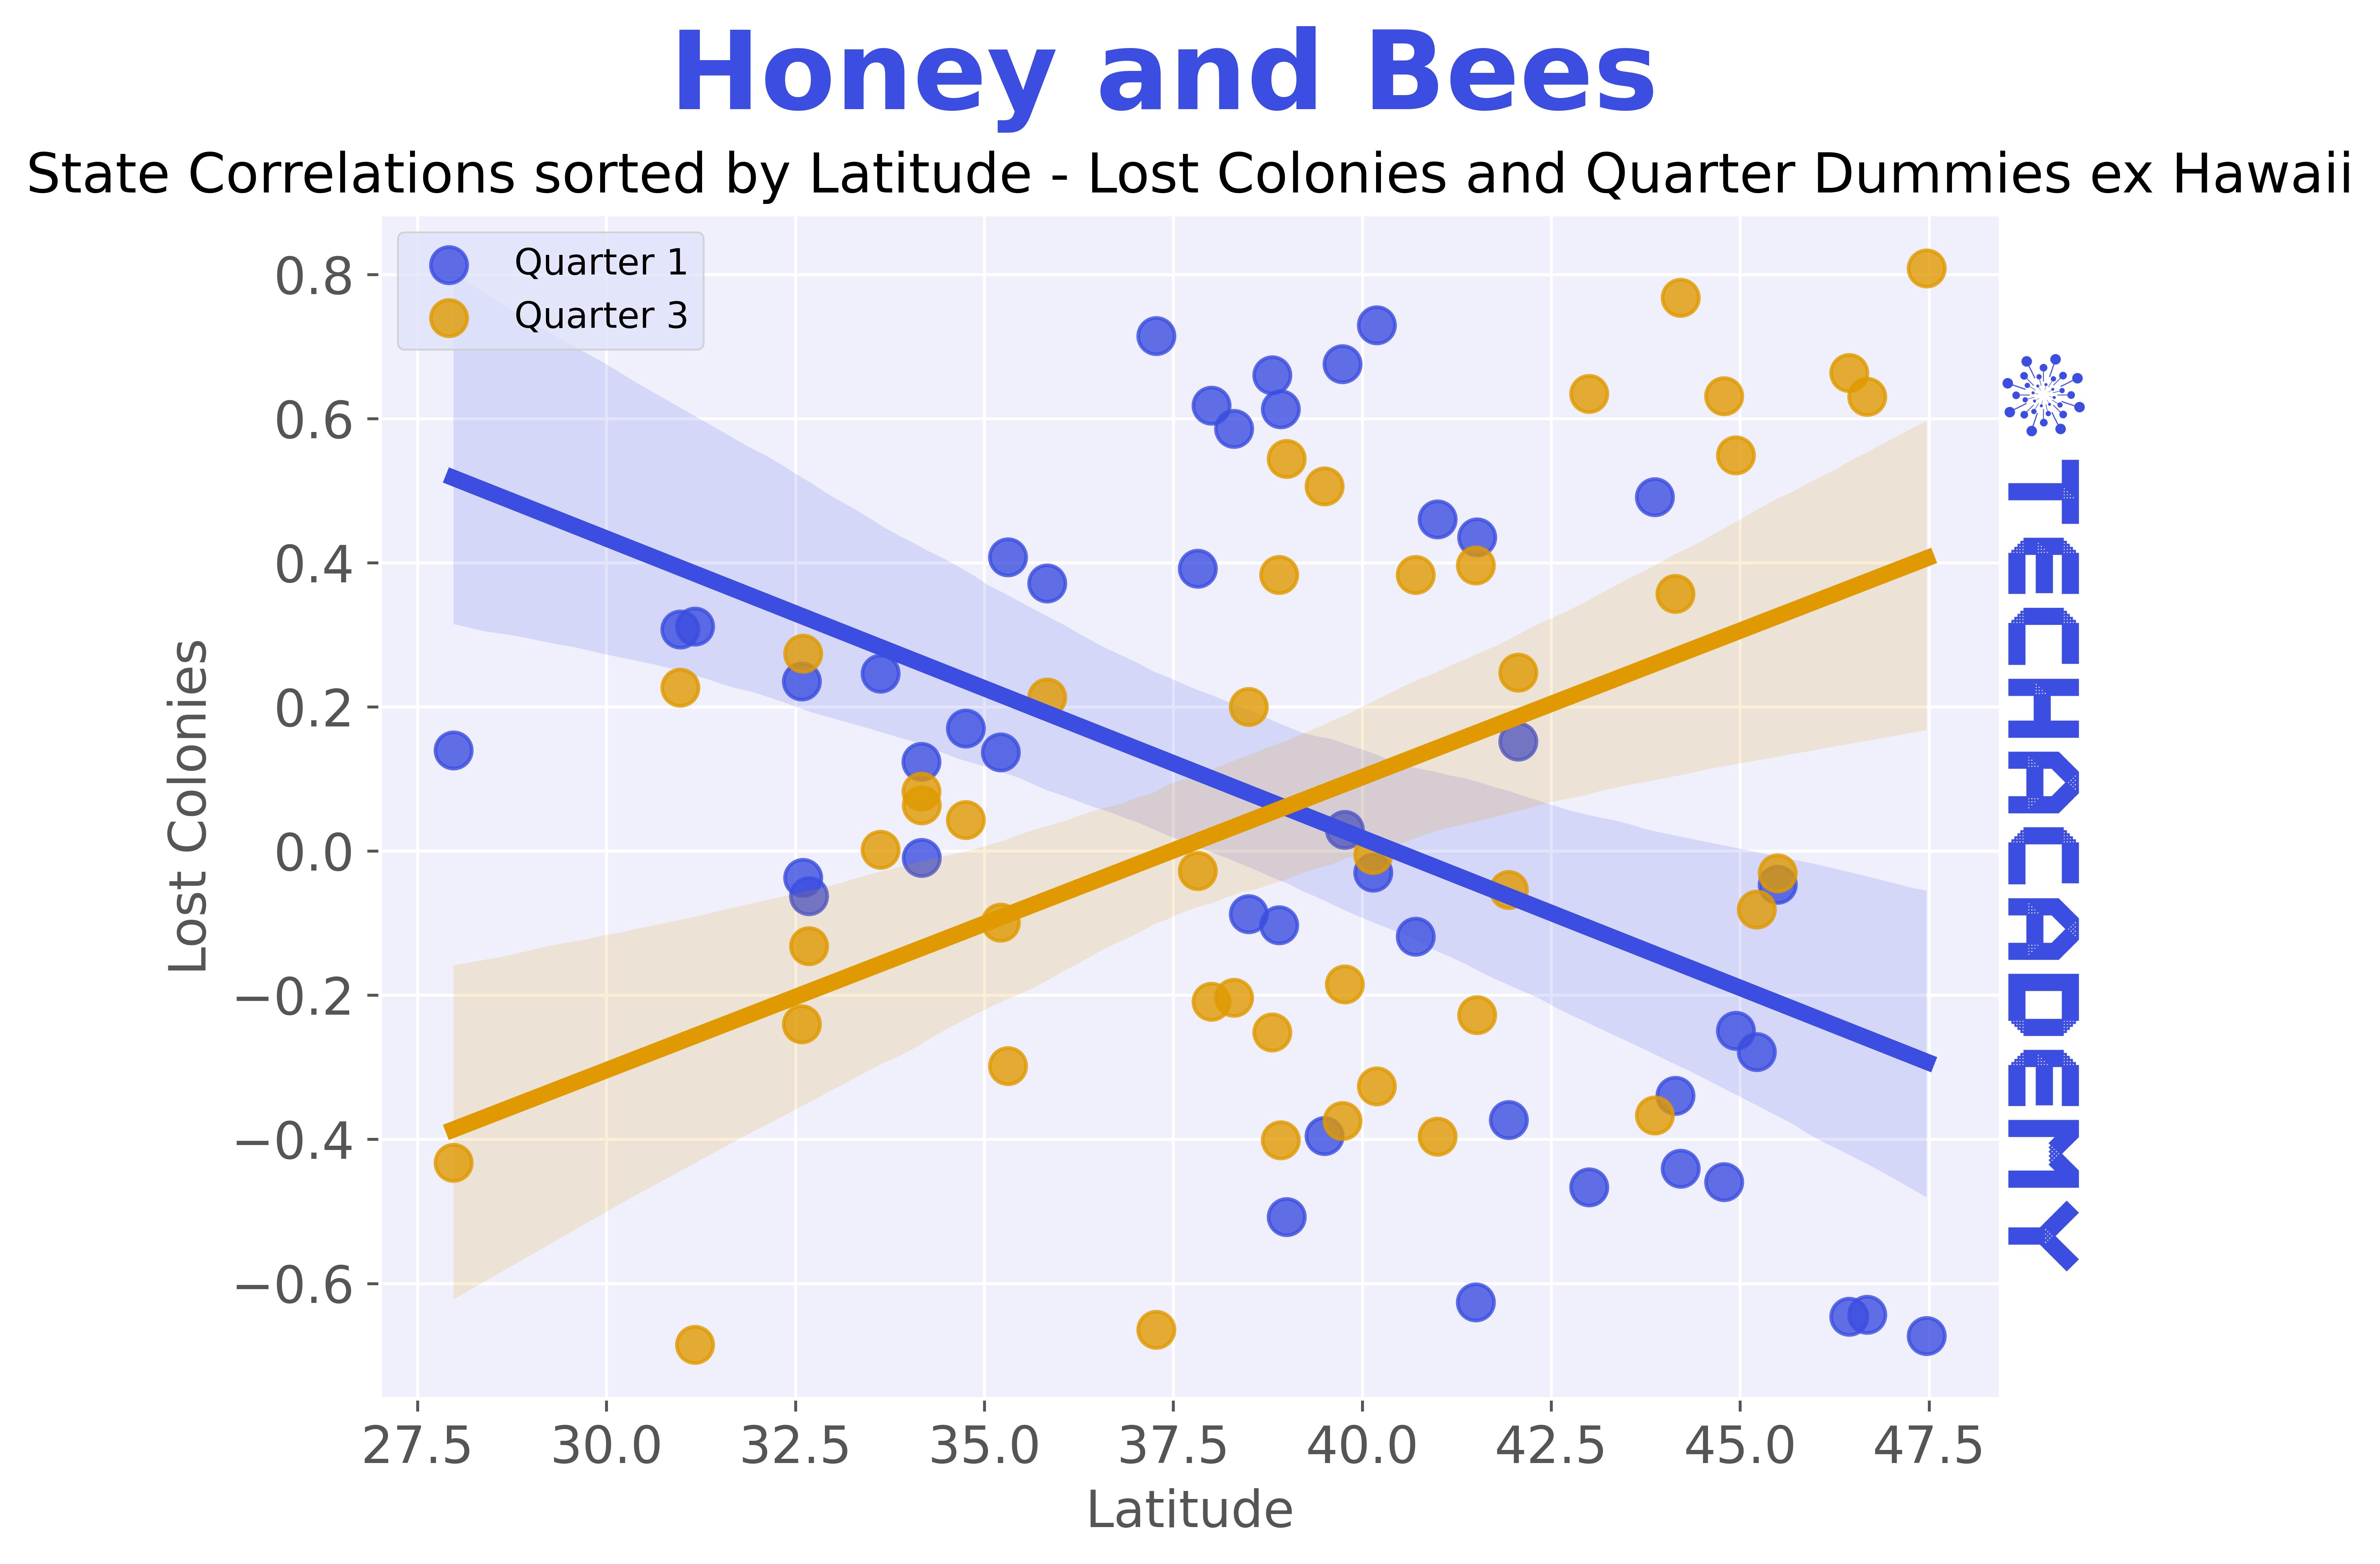 Honey and Bees
State Correlations sorted by Latitude - Lost Colonies and Quarter Dummies ex Hawaii
Quarter 1
Quarter 3
0.8
0.6
0.4
0.2
0.0
−0.2
−0.4
−0.6
Lost Colonies
27.5 30.0 32.5 35.0 37.5 40.0 42.5 45.0 47.5
Latitude
TECHACADEMY